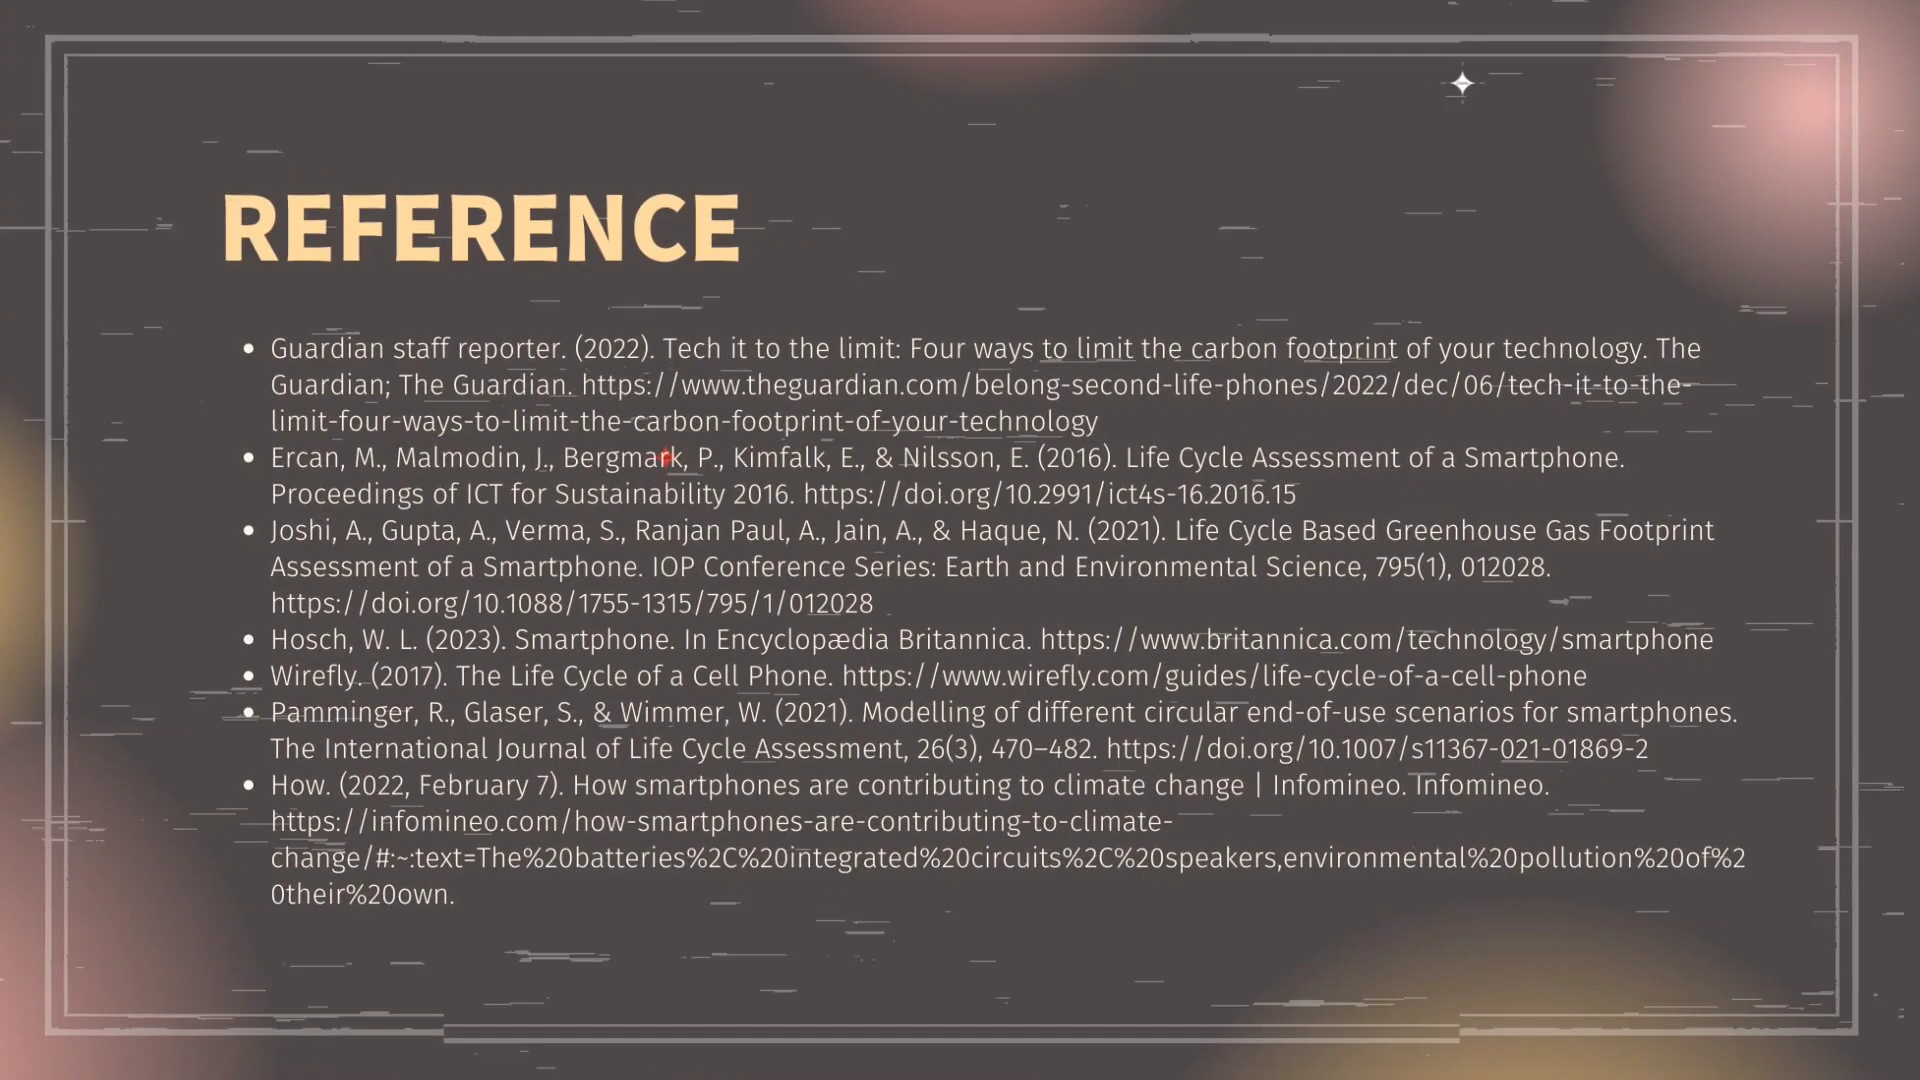 REFERENCE
• Guardian staff reporter. (2022). Tech it to the limit: Four ways to limit the carbon footprint of your technology. The
Guardian; The Guardian. https://www.theguardian.com/belong-second-life-phones/2022/dec/06/tech-it-to-the-
limit-four-ways-to-limit-the-carbon-footprint-of-your-technology
• Ercan, M., Malmodin, J., Bergmark, P., Kimfalk, E., & Nilsson, E. (2016). Life Cycle Assessment of a Smartphone.
Proceedings of ICT for Sustainability 2016. https://doi.org/10.2991/ict4s-16.2016.15
• Joshi, A., Gupta, A., Verma, S., Ranjan Paul, A., Jain, A., & Haque, N. (2021). Life Cycle Based Greenhouse Gas Footprint
Assessment of a Smartphone. IOP Conference Series: Earth and Environmental Science, 795(1), 012028.
https://doi.org/10.1088/1755-1315/795/1/012028
• Hosch, W. L. (2023). Smartphone. In Encyclopædia Britannica. https://www.britannica.com/technology/smartphone
• Wirefly. (2017). The Life Cycle of a Cell Phone. https://www.wirefly.com/guides/life-cycle-of-a-cell-phone
• Pamminger, R., Glaser, S., & Wimmer, W. (2021). Modelling of different circular end-of-use scenarios for smartphones.
The International Journal of Life Cycle Assessment, 26(3), 470–482. https://doi.org/10.1007/s11367-021-01869-2
• How. (2022, February 7). How smartphones are contributing to climate change | Infomineo. Infomineo.
https://infomineo.com/how-smartphones-are-contributing-to-climate-
change/#:~:text=The%20batteries%2C%20integrated%20circuits%2C%20speakers,environmental%20pollution%20of%2
0their%20own.